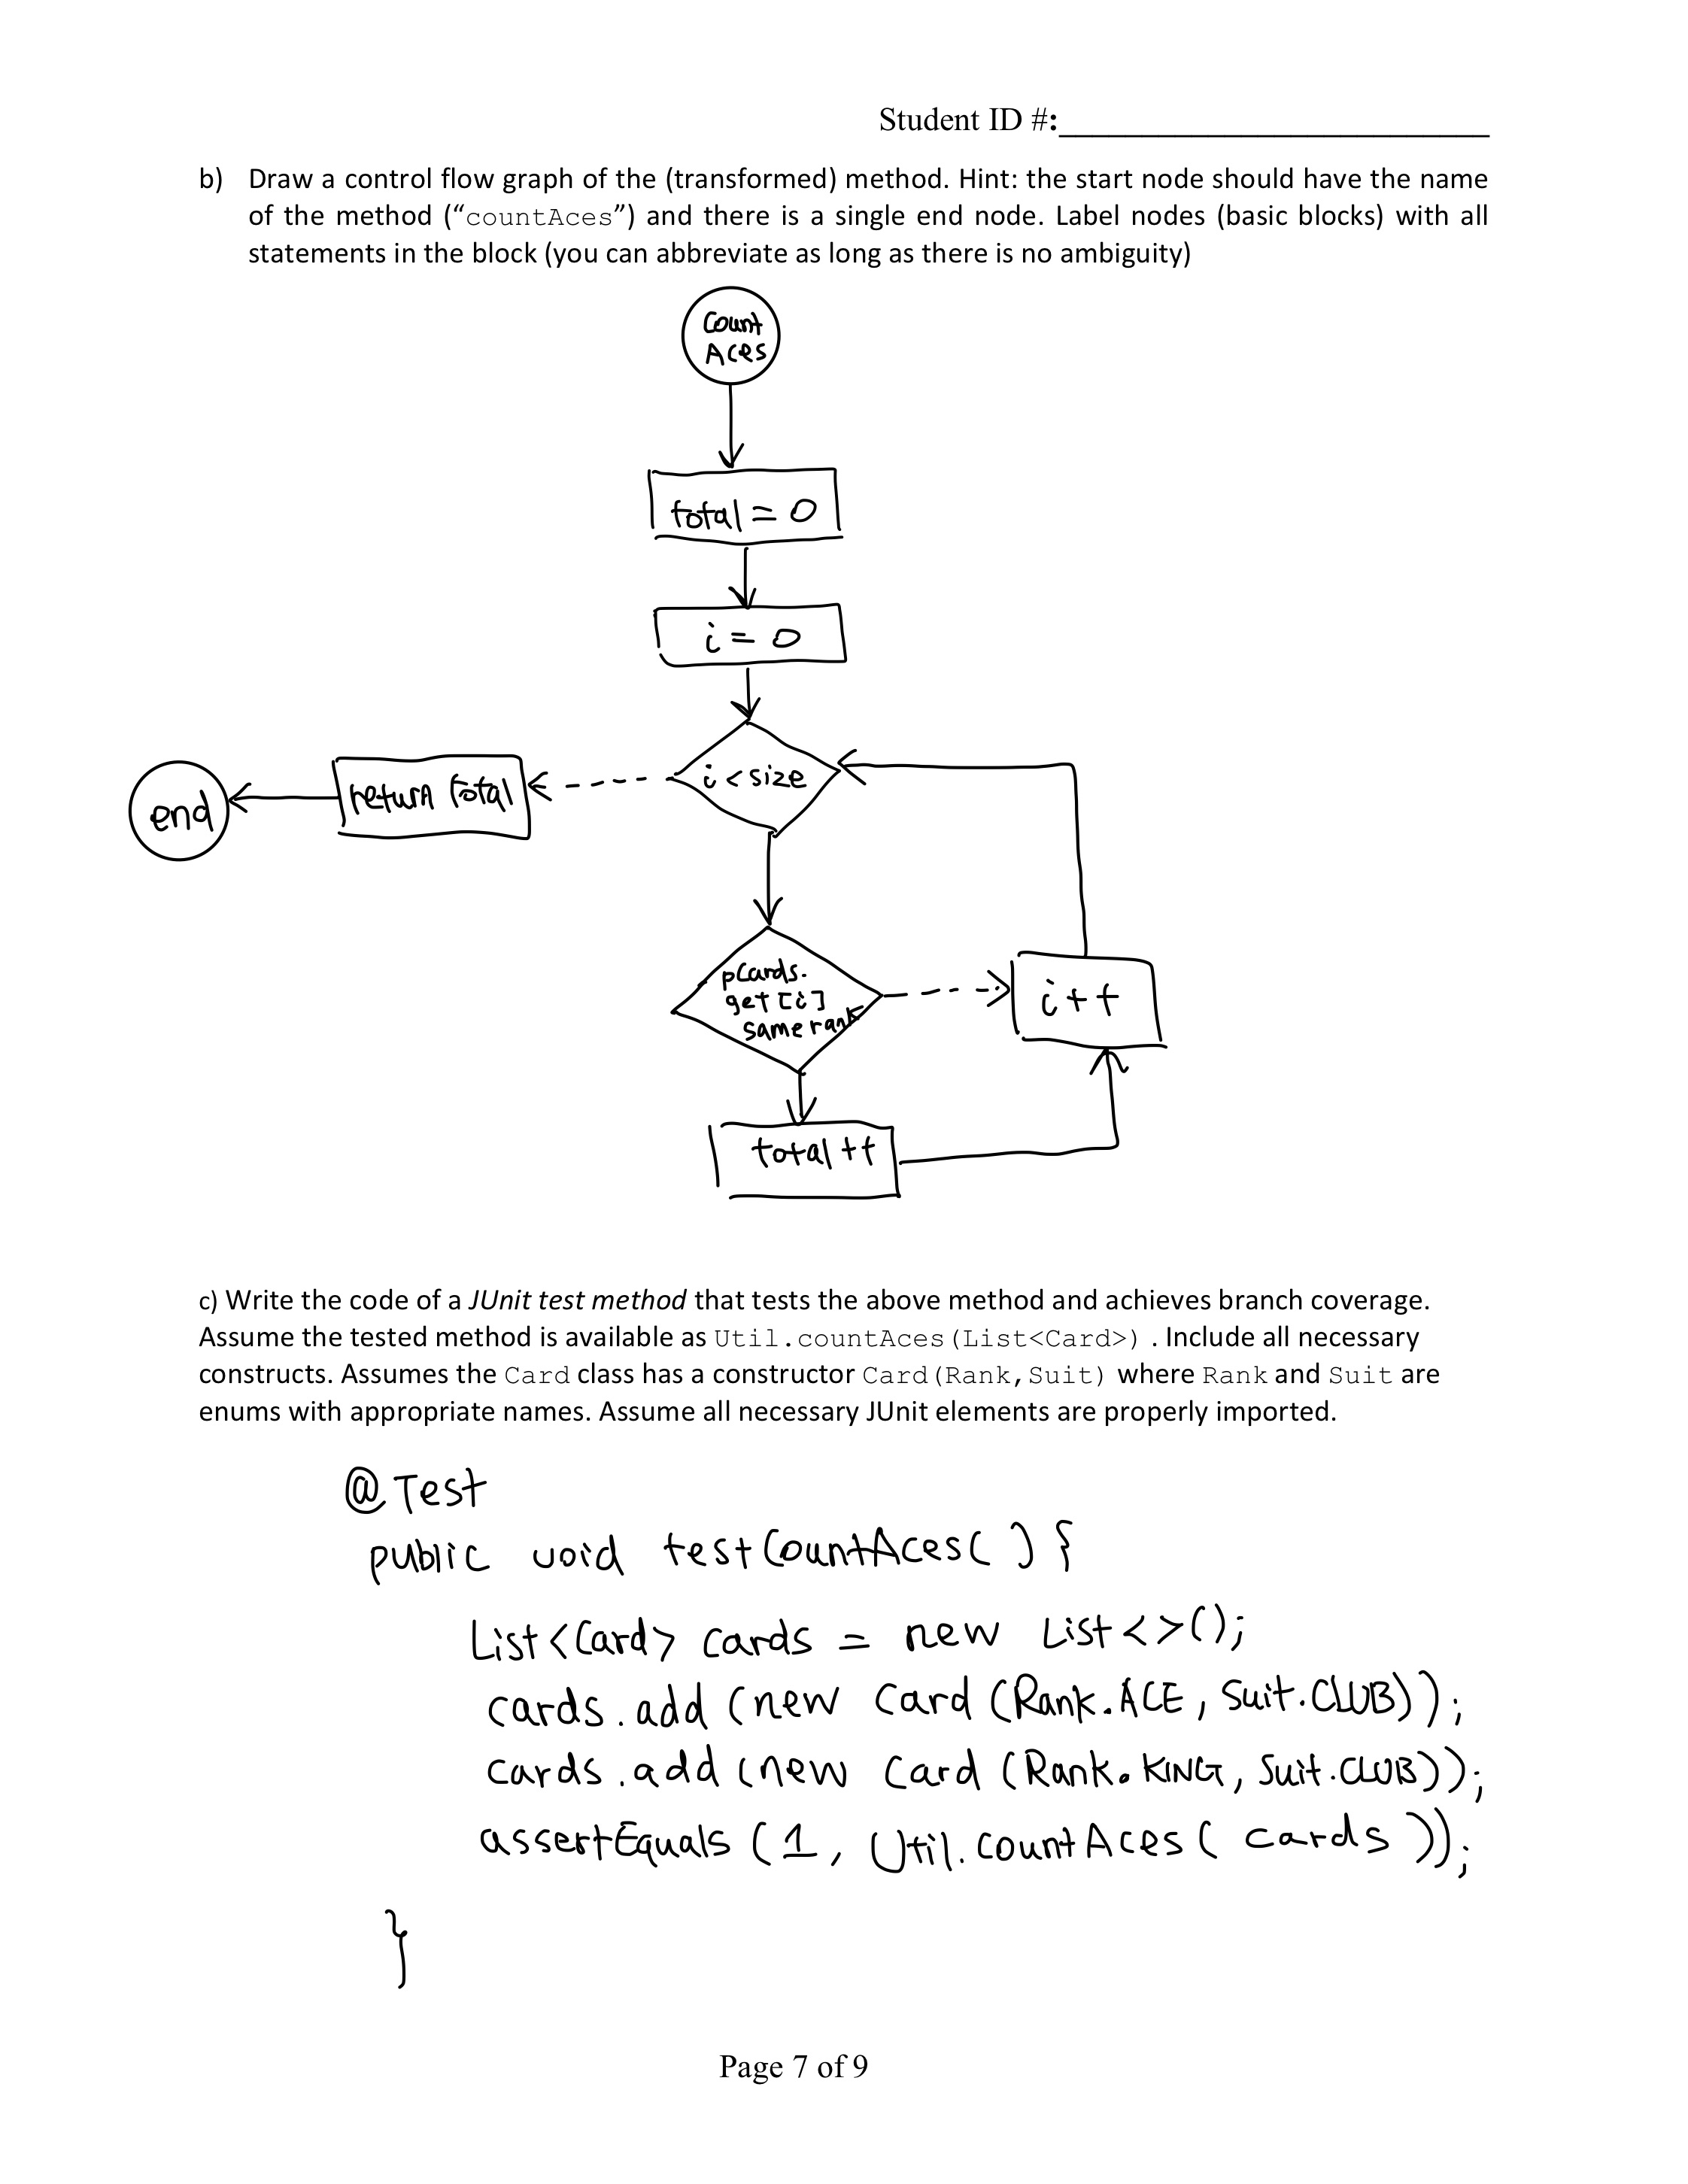 Student ID #:
b) Draw a control flow graph of the (transformed) method. Hint: the start node should have the name
of the method (“countAces”) and there is a single end node. Label nodes (basic blocks) with all
statements in the block (you can abbreviate as long as there is no ambiguity)
Count
Aces
total = 0
i = 0
i < size
return total
end
pCards.
get [i]
same rank
i++
total ++
c) Write the code of a JUnit test method that tests the above method and achieves branch coverage.
Assume the tested method is available as Util.countAces(List<Card>) . Include all necessary
constructs. Assumes the Card class has a constructor Card(Rank,Suit) where Rank and Suit are
enums with appropriate names. Assume all necessary JUnit elements are properly imported.
@Test
public void testCountAces( ) {
List<Card> cards = new List<>();
cards.add (new Card (Rank.ACE, Suit.CLUB));
cards.add (new Card (Rank.KING, Suit.CLUB));
assertEquals (1, Util.countAces( cards ));
}
Page 7 of 9